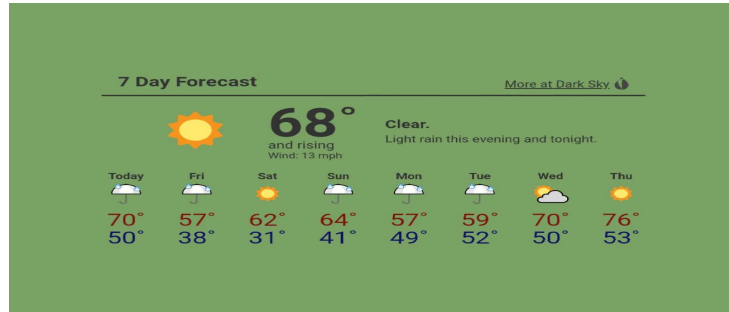 7 Day Forecast
More at Dark Sky
68°
and rising
Wind: 13 mph
Clear.
Light rain this evening and tonight.
Today Fri Sat Sun Mon Tue Wed Thu
70° 57° 62° 64° 57° 59° 70° 76°
50° 38° 31° 41° 49° 52° 50° 53°